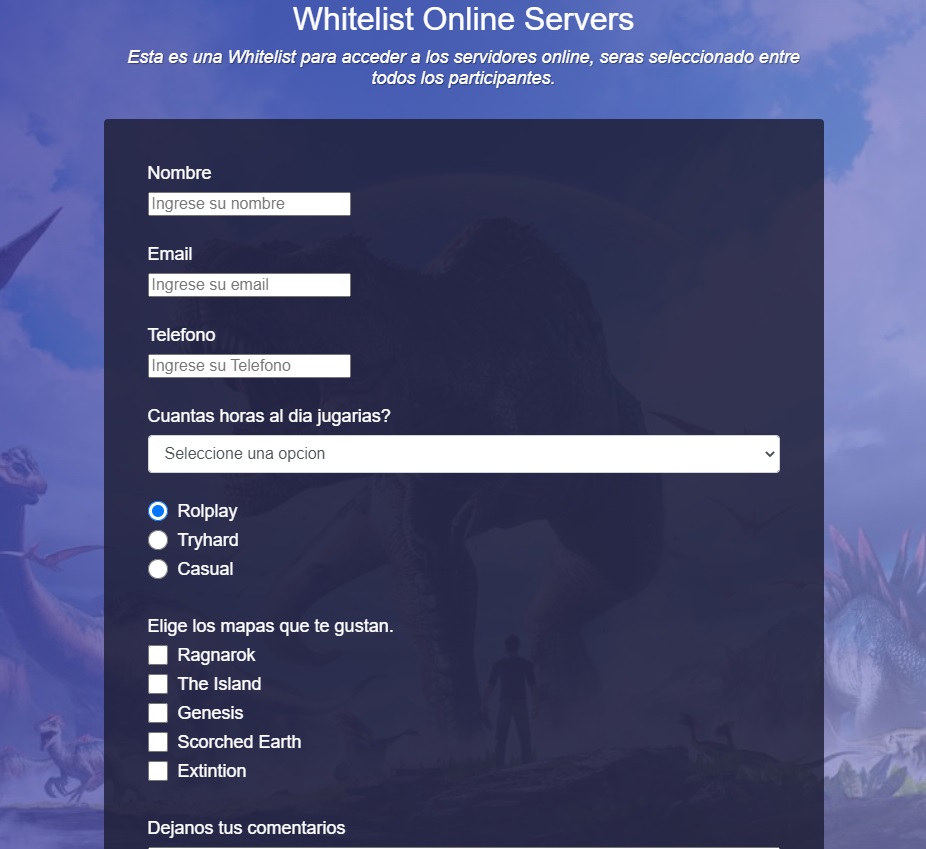 Whitelist Online Servers
Esta es una Whitelist para acceder a los servidores online, seras seleccionado entre
todos los participantes.
Nombre
Ingrese su nombre
Email
Ingrese su email
Telefono
Ingrese su Telefono
Cuantas horas al dia jugarias?
Seleccione una opcion
Rolplay
Tryhard
Casual
Elige los mapas que te gustan.
Ragnarok
The Island
Genesis
Scorched Earth
Extintion
Dejanos tus comentarios